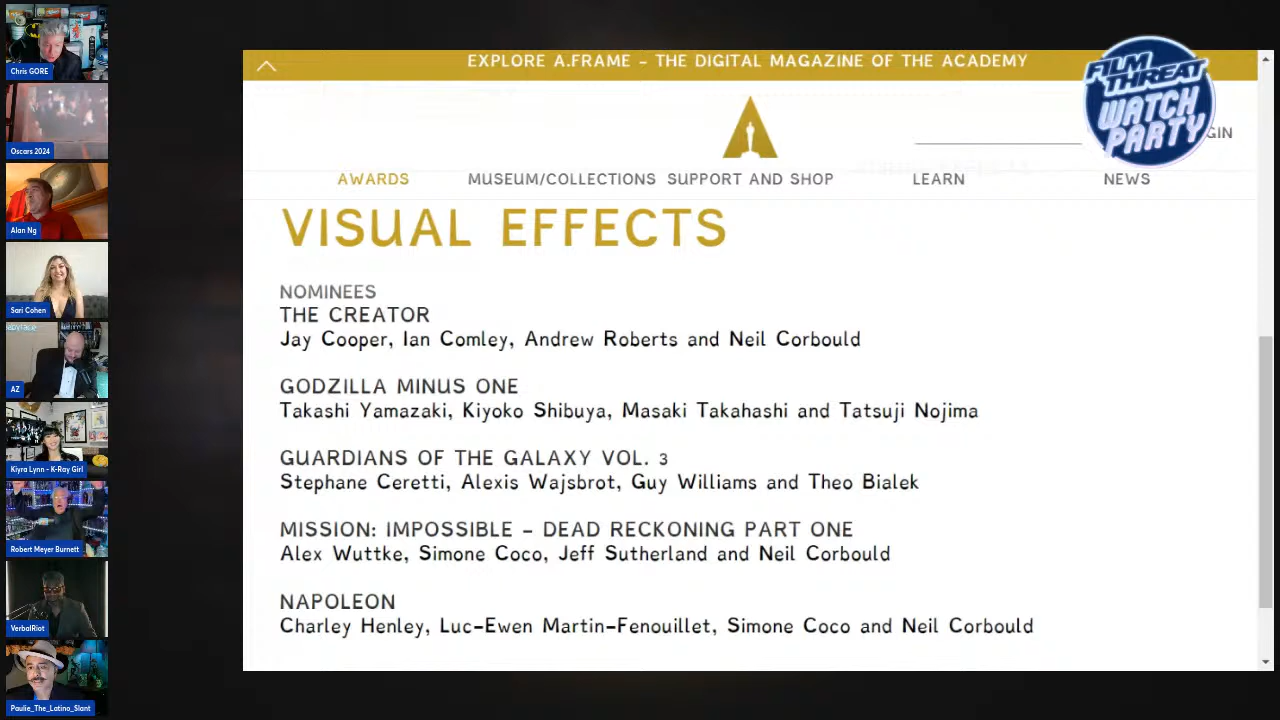 Chris GORE
Oscars 2024
Alan Ng
Sari Cohen
AZ
Kiyra Lynn - K-Ray Girl
Robert Meyer Burnett
VerbalRiot
Paulie_The_Latino_Slant
EXPLORE A.FRAME – THE DIGITAL MAGAZINE OF THE ACADEMY
FILM
THREAT
WATCH
PARTY
GIN
AWARDS MUSEUM/COLLECTIONS SUPPORT AND SHOP LEARN NEWS
VISUAL EFFECTS
NOMINEES
THE CREATOR
Jay Cooper, Ian Comley, Andrew Roberts and Neil Corbould
GODZILLA MINUS ONE
Takashi Yamazaki, Kiyoko Shibuya, Masaki Takahashi and Tatsuji Nojima
GUARDIANS OF THE GALAXY VOL. 3
Stephane Ceretti, Alexis Wajsbrot, Guy Williams and Theo Bialek
MISSION: IMPOSSIBLE – DEAD RECKONING PART ONE
Alex Wuttke, Simone Coco, Jeff Sutherland and Neil Corbould
NAPOLEON
Charley Henley, Luc-Ewen Martin-Fenouillet, Simone Coco and Neil Corbould